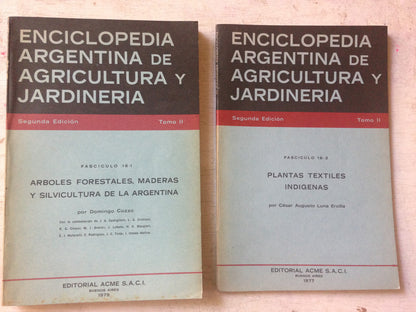 ENCICLOPEDIA
ARGENTINA DE
AGRICULTURA Y
JARDINERIA
Segunda Edición Tomo II
FASCICULO 16-1
ARBOLES FORESTALES, MADERAS
Y SILVICULTURA DE LA ARGENTINA
por Domingo Cozzo
EDITORIAL ACME S.A.C.I.
BUENOS AIRES
ENCICLOPEDIA
ARGENTINA DE
AGRICULTURA Y
JARDINERIA
Segunda Edición Tomo II
FASCICULO 16-2
PLANTAS TEXTILES
INDIGENAS
por César Augusto Luna Ercilla
EDITORIAL ACME S.A.C.I.
BUENOS AIRES
1977